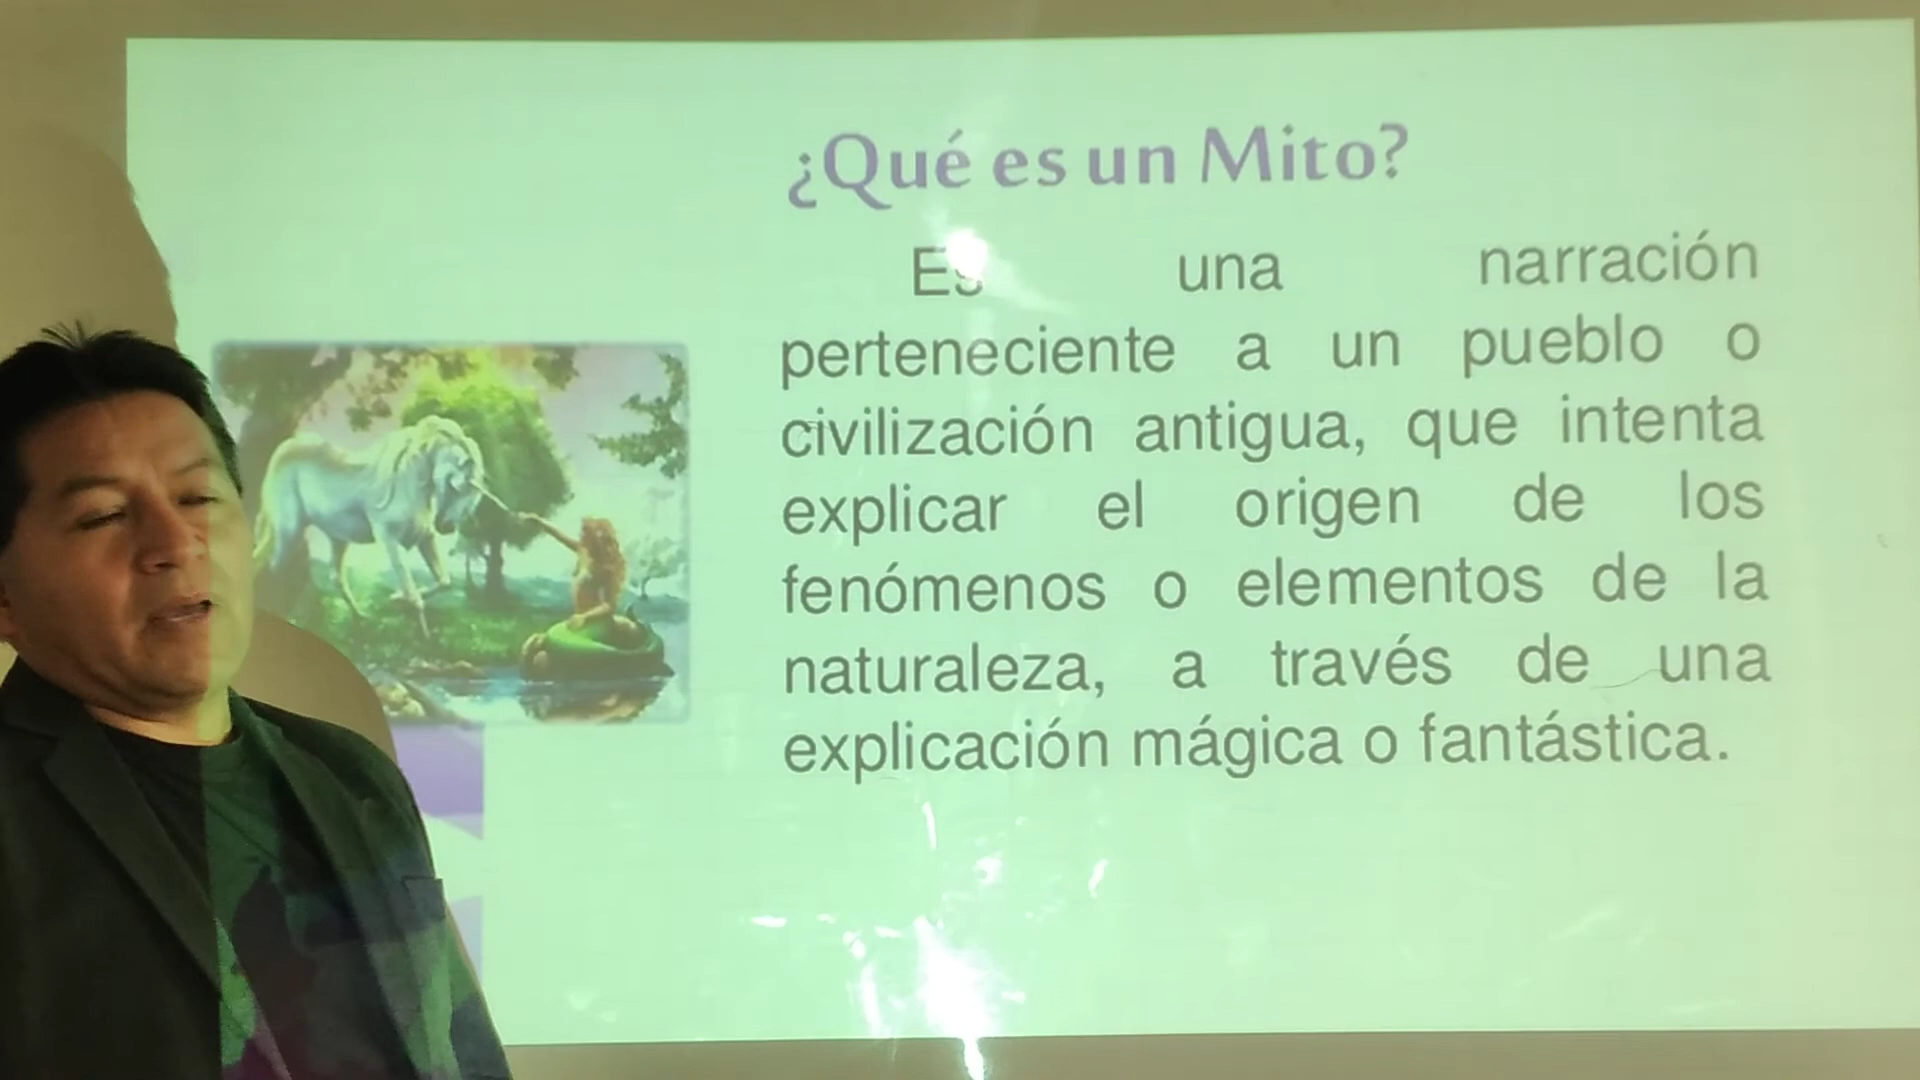 ¿Qué es un Mito?
Es una narración
perteneciente a un pueblo o
civilización antigua, que intenta
explicar el origen de los
fenómenos o elementos de la
naturaleza, a través de una
explicación mágica o fantástica.